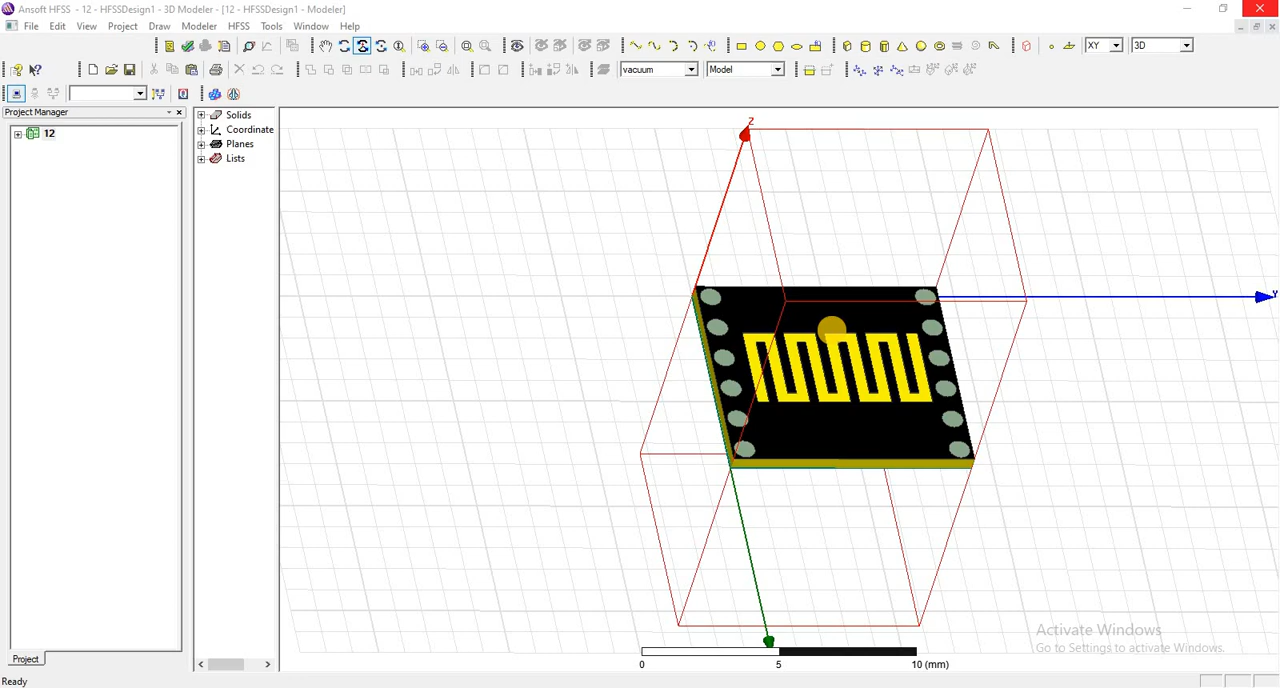 Ansoft HFSS - 12 - HFSSDesign1 - 3D Modeler - [12 - HFSSDesign1 - Modeler]
File Edit View Project Draw Modeler HFSS Tools Window Help
XY 3D
vacuum Model
Project Manager
12
Solids
Coordinate
Planes
Lists
Z
Y
Activate Windows
Go to Settings to activate Windows.
0 5 10 (mm)
Project
Ready